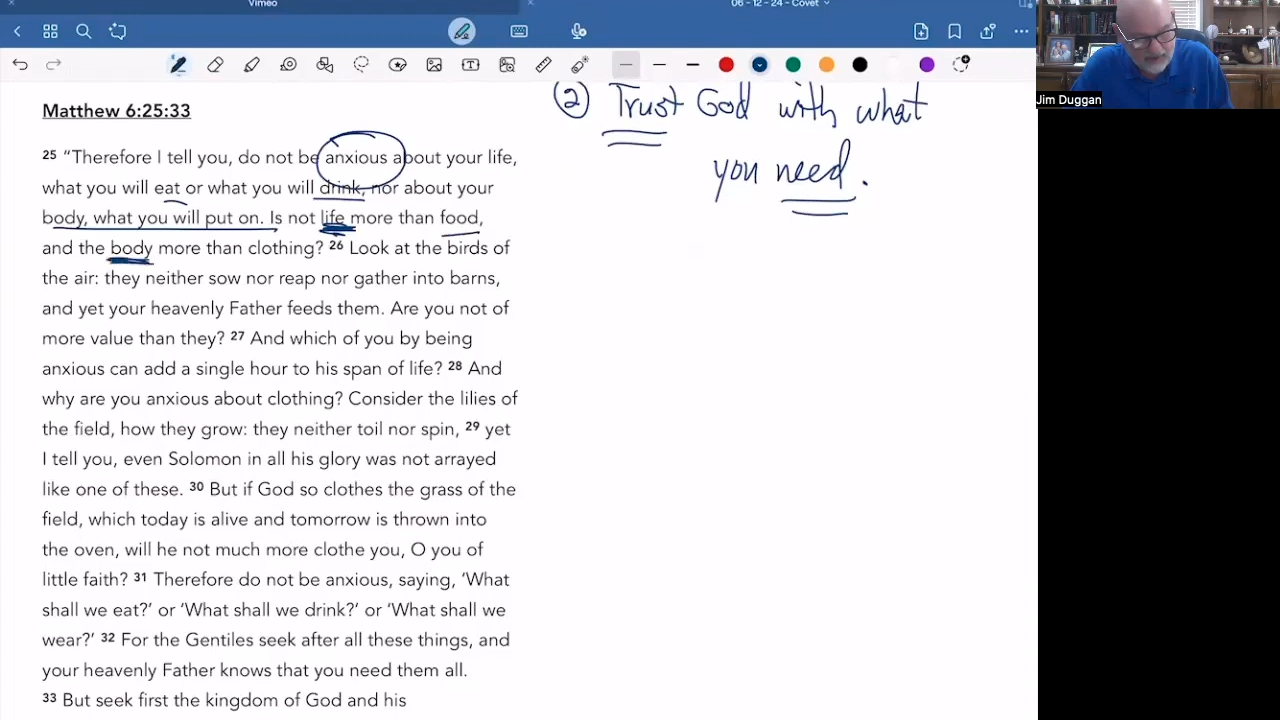 Vimeo
06 - 12 - 24 - Covet
Jim Duggan
Matthew 6:25:33
25 “Therefore I tell you, do not be anxious about your life,
what you will eat or what you will drink, nor about your
body, what you will put on. Is not life more than food,
and the body more than clothing? 26 Look at the birds of
the air: they neither sow nor reap nor gather into barns,
and yet your heavenly Father feeds them. Are you not of
more value than they? 27 And which of you by being
anxious can add a single hour to his span of life? 28 And
why are you anxious about clothing? Consider the lilies of
the field, how they grow: they neither toil nor spin, 29 yet
I tell you, even Solomon in all his glory was not arrayed
like one of these. 30 But if God so clothes the grass of the
field, which today is alive and tomorrow is thrown into
the oven, will he not much more clothe you, O you of
little faith? 31 Therefore do not be anxious, saying, ‘What
shall we eat?’ or ‘What shall we drink?’ or ‘What shall we
wear?’ 32 For the Gentiles seek after all these things, and
your heavenly Father knows that you need them all.
33 But seek first the kingdom of God and his
2 Trust God with what
you need.